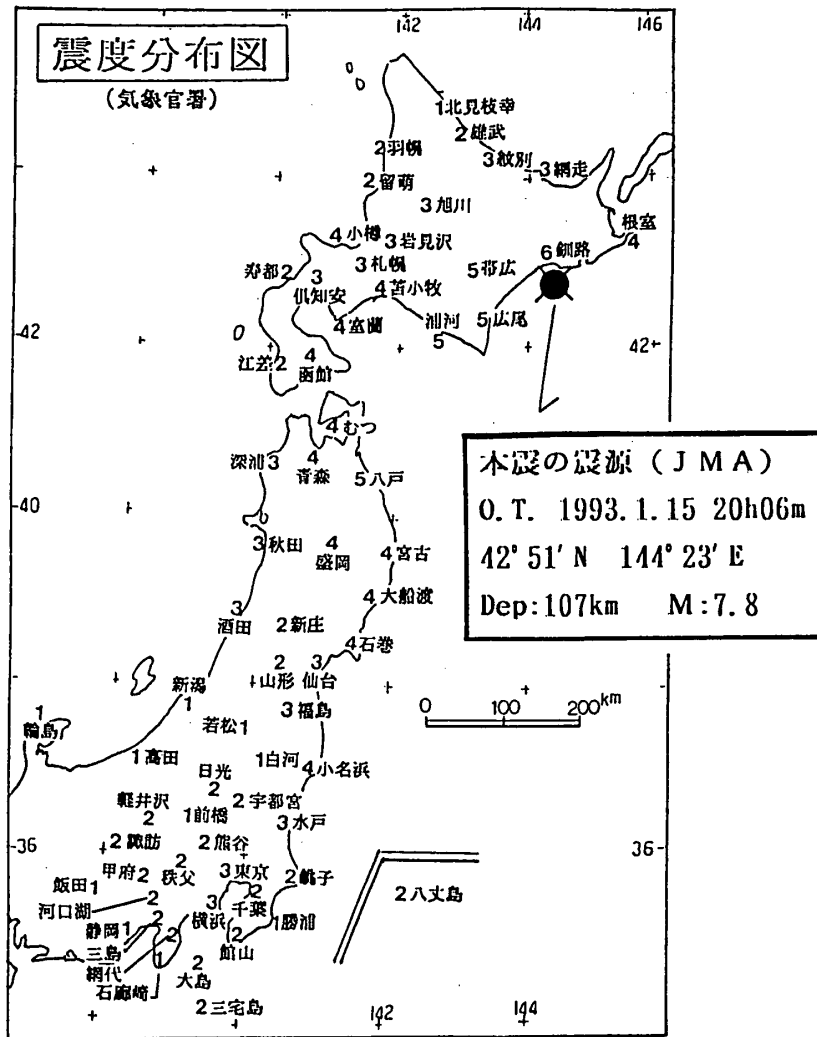 142
144
146
震度分布図
(気象官署)
1北見枝幸
2雄武
2羽幌
3紋別
3網走
2留萌
3旭川
根室
4
4小樽
3岩見沢
6釧路
寿都2
3
3札幌
5帯広
倶知安
4苫小牧
4室蘭
浦河
5広尾
42
5
42
江差2
4
函館
4むつ
深浦3
4
青森
5八戸
本震の震源(JMA)
O.T. 1993.1.15 20h06m
42°51′N 144°23′E
Dep:107km M:7.8
40
3秋田
4
盛岡
4宮古
4大船渡
3
酒田
2新庄
4石巻
2
3
山形
仙台
新潟
1
3福島
0 100 200km
若松1
1
輪島
1高田
1白河
4小名浜
日光
2
軽井沢
2
2宇都宮
1前橋
3水戸
36
2諏訪
2熊谷
36
甲府2
2
秩父
3東京
2
2銚子
飯田1
2八丈島
河口湖
2
3
横浜
千葉
1勝浦
静岡1
2
三島
2
2
館山
網代
1
2
大島
石廊崎
2三宅島
142
144